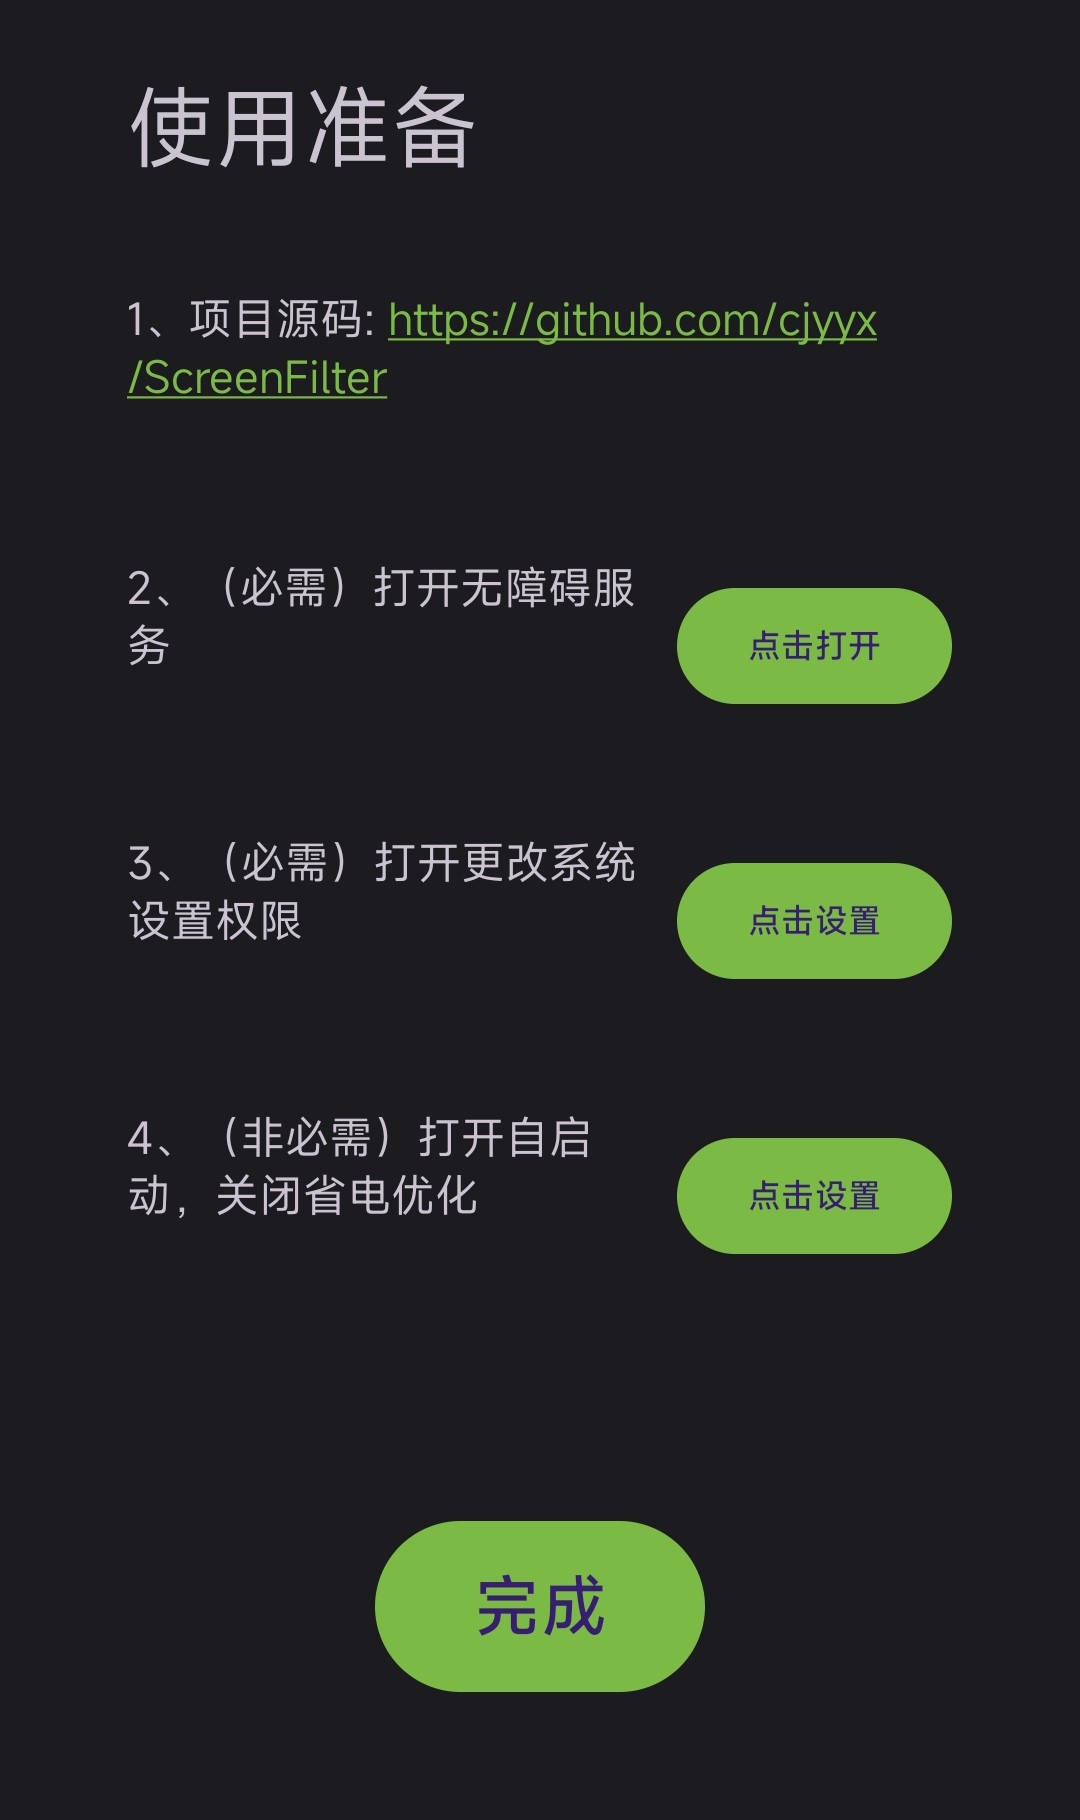 使用准备
1、项目源码: https://github.com/cjyyx
/ScreenFilter
2、（必需）打开无障碍服
务
点击打开
3、（必需）打开更改系统
设置权限
点击设置
4、（非必需）打开自启
动，关闭省电优化
点击设置
完成